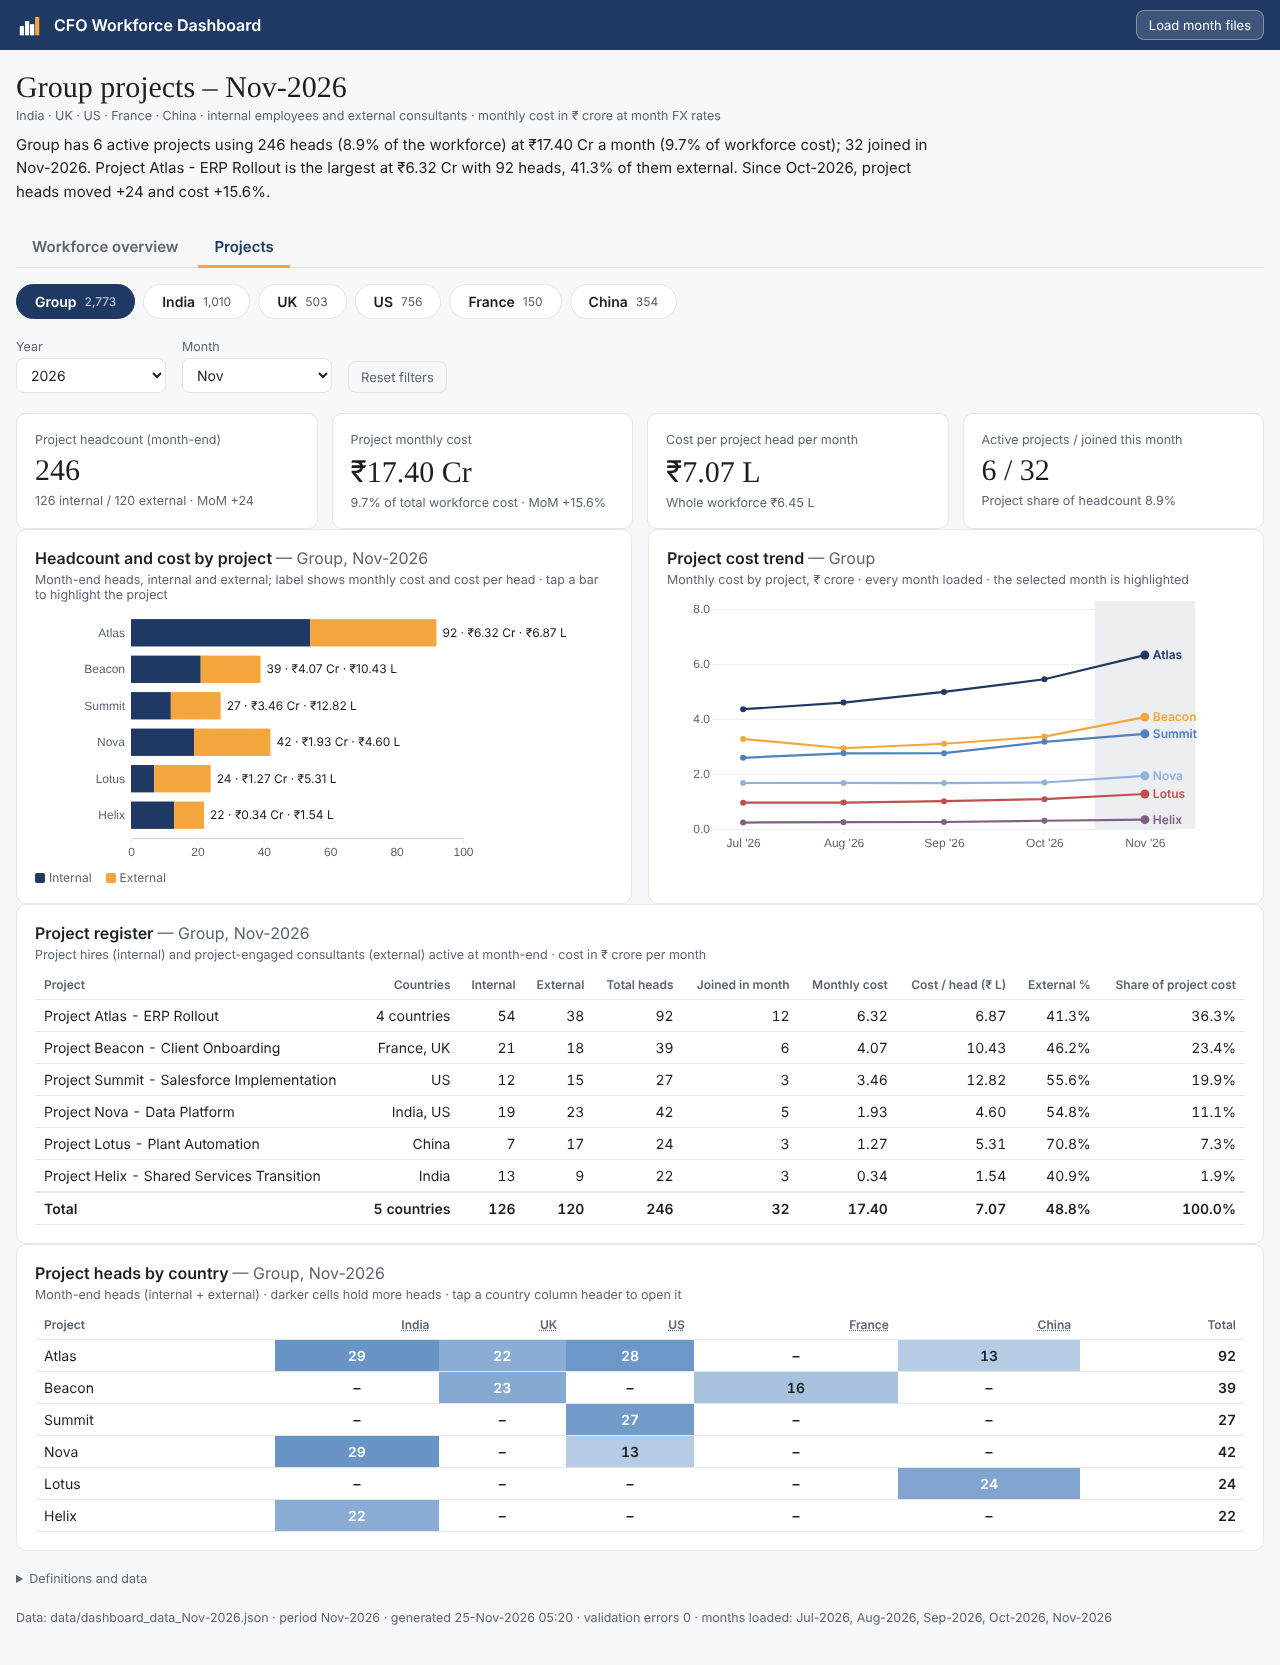 CFO Workforce Dashboard
Load month files
Group projects – Nov-2026
India · UK · US · France · China · internal employees and external consultants · monthly cost in ₹ crore at month FX rates
Group has 6 active projects using 246 heads (8.9% of the workforce) at ₹17.40 Cr a month (9.7% of workforce cost); 32 joined in
Nov-2026. Project Atlas - ERP Rollout is the largest at ₹6.32 Cr with 92 heads, 41.3% of them external. Since Oct-2026, project
heads moved +24 and cost +15.6%.
Workforce overview Projects
Group 2,773 India 1,010 UK 503 US 756 France 150 China 354
Year Month
2026 Nov Reset filters
Project headcount (month-end)
246
126 internal / 120 external · MoM +24
Project monthly cost
₹17.40 Cr
9.7% of total workforce cost · MoM +15.6%
Cost per project head per month
₹7.07 L
Whole workforce ₹6.45 L
Active projects / joined this month
6 / 32
Project share of headcount 8.9%
Headcount and cost by project — Group, Nov-2026
Month-end heads, internal and external; label shows monthly cost and cost per head · tap a bar
to highlight the project
Atlas 92 · ₹6.32 Cr · ₹6.87 L
Beacon 39 · ₹4.07 Cr · ₹10.43 L
Summit 27 · ₹3.46 Cr · ₹12.82 L
Nova 42 · ₹1.93 Cr · ₹4.60 L
Lotus 24 · ₹1.27 Cr · ₹5.31 L
Helix 22 · ₹0.34 Cr · ₹1.54 L
0 20 40 60 80 100
Internal External
Project cost trend — Group
Monthly cost by project, ₹ crore · every month loaded · the selected month is highlighted
8.0
6.0
4.0
2.0
0.0
Atlas
Beacon
Summit
Nova
Lotus
Helix
Jul '26 Aug '26 Sep '26 Oct '26 Nov '26
Project register — Group, Nov-2026
Project hires (internal) and project-engaged consultants (external) active at month-end · cost in ₹ crore per month
Project Countries Internal External Total heads Joined in month Monthly cost Cost / head (₹ L) External % Share of project cost
Project Atlas - ERP Rollout 4 countries 54 38 92 12 6.32 6.87 41.3% 36.3%
Project Beacon - Client Onboarding France, UK 21 18 39 6 4.07 10.43 46.2% 23.4%
Project Summit - Salesforce Implementation US 12 15 27 3 3.46 12.82 55.6% 19.9%
Project Nova - Data Platform India, US 19 23 42 5 1.93 4.60 54.8% 11.1%
Project Lotus - Plant Automation China 7 17 24 3 1.27 5.31 70.8% 7.3%
Project Helix - Shared Services Transition India 13 9 22 3 0.34 1.54 40.9% 1.9%
Total 5 countries 126 120 246 32 17.40 7.07 48.8% 100.0%
Project heads by country — Group, Nov-2026
Month-end heads (internal + external) · darker cells hold more heads · tap a country column header to open it
Project India UK US France China Total
Atlas 29 22 28 – 13 92
Beacon – 23 – 16 – 39
Summit – – 27 – – 27
Nova 29 – 13 – – 42
Lotus – – – – 24 24
Helix 22 – – – – 22
Definitions and data
Data: data/dashboard_data_Nov-2026.json · period Nov-2026 · generated 25-Nov-2026 05:20 · validation errors 0 · months loaded: Jul-2026, Aug-2026, Sep-2026, Oct-2026, Nov-2026